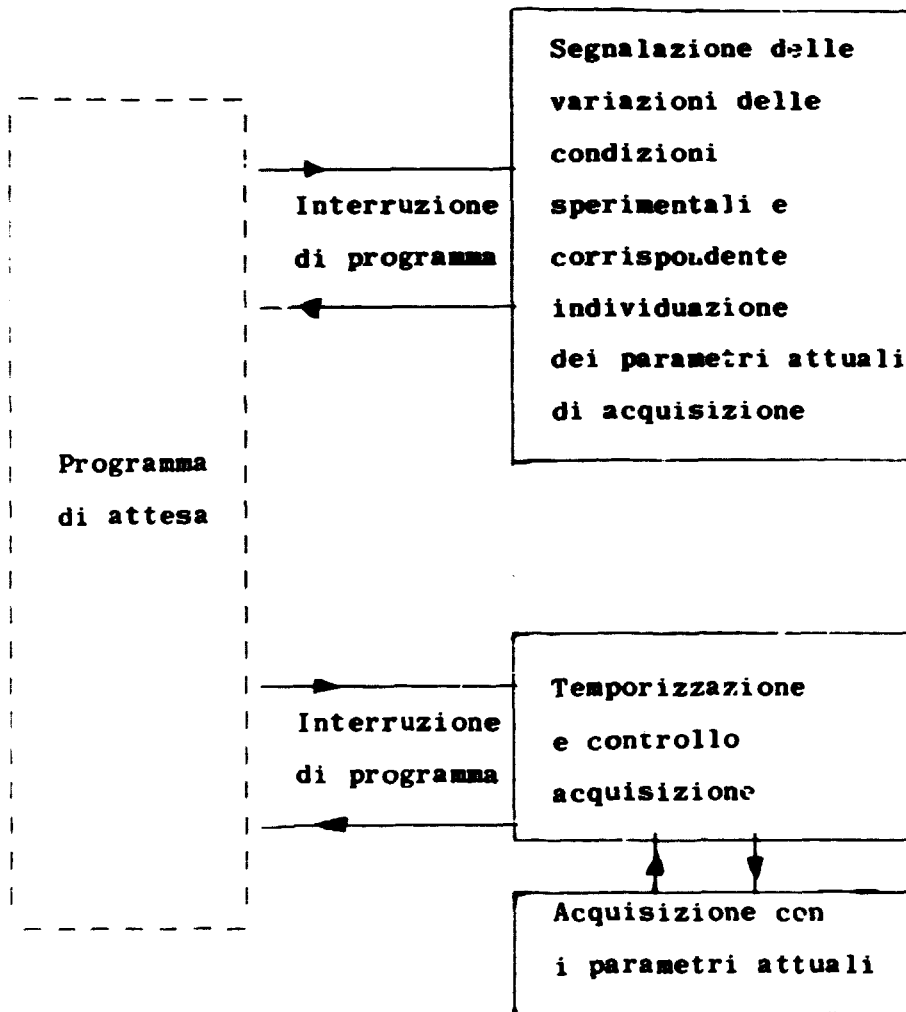 Segnalazione delle
variazioni delle
condizioni
sperimentali e
corrispondente
individuazione
dei parametri attuali
di acquisizione
Interruzione
di programma
Programma
di attesa
Interruzione
di programma
Temporizzazione
e controllo
acquisizione
Acquisizione con
i parametri attuali